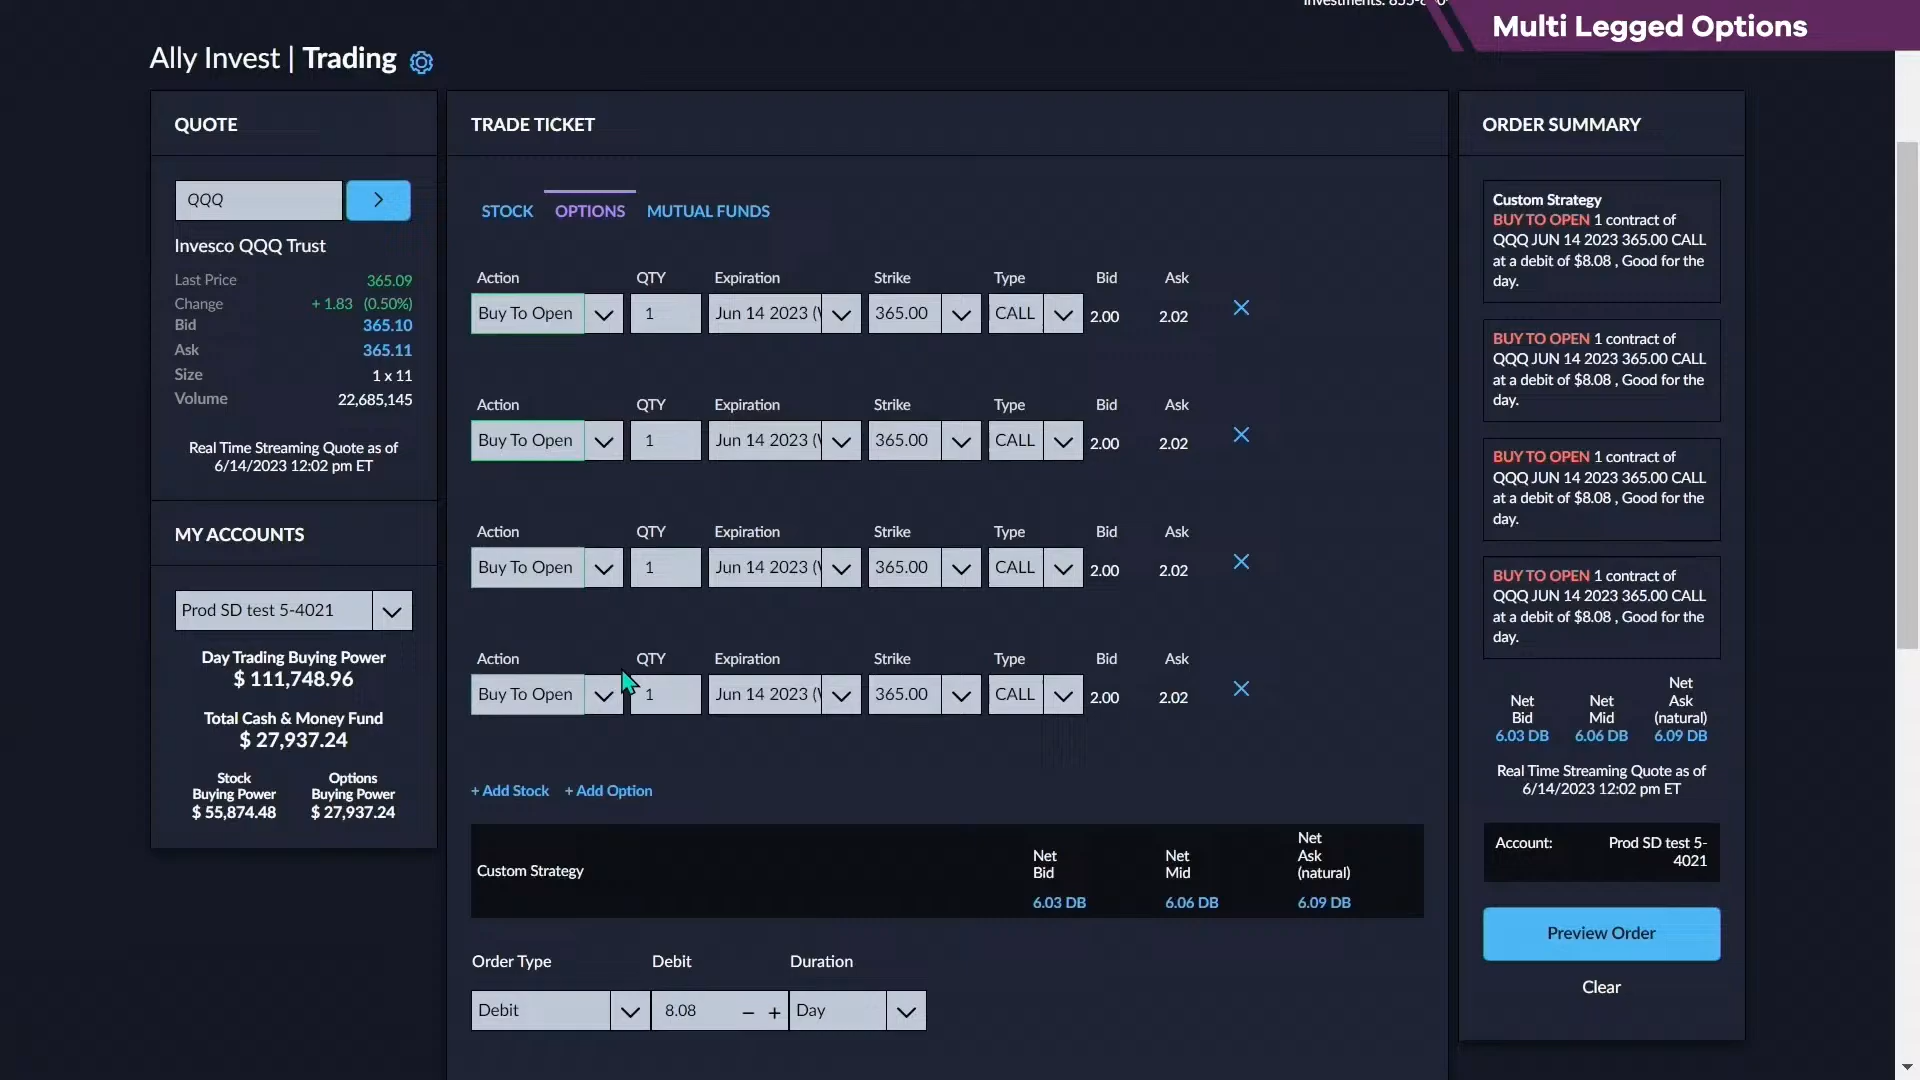 Multi Legged Options
Ally Invest | Trading
QUOTE
QQQ
Invesco QQQ Trust
Last Price 365.09
Change + 1.83 (0.50%)
Bid 365.10
Ask 365.11
Size 1 x 11
Volume 22,685,145
Real Time Streaming Quote as of
6/14/2023 12:02 pm ET
MY ACCOUNTS
Prod SD test 5-4021
Day Trading Buying Power
$ 111,748.96
Total Cash & Money Fund
$ 27,937.24
Stock Options
Buying Power Buying Power
$ 55,874.48 $ 27,937.24
TRADE TICKET
STOCK OPTIONS MUTUAL FUNDS
Action QTY Expiration Strike Type Bid Ask
Buy To Open 1 Jun 14 2023 (\ 365.00 CALL 2.00 2.02
Action QTY Expiration Strike Type Bid Ask
Buy To Open 1 Jun 14 2023 (\ 365.00 CALL 2.00 2.02
Action QTY Expiration Strike Type Bid Ask
Buy To Open 1 Jun 14 2023 (\ 365.00 CALL 2.00 2.02
Action QTY Expiration Strike Type Bid Ask
Buy To Open 1 Jun 14 2023 (\ 365.00 CALL 2.00 2.02
+ Add Stock + Add Option
Custom Strategy
Net Bid Net Mid Net Ask (natural)
6.03 DB 6.06 DB 6.09 DB
Order Type Debit Duration
Debit 8.08 − + Day
ORDER SUMMARY
Custom Strategy
BUY TO OPEN 1 contract of
QQQ JUN 14 2023 365.00 CALL
at a debit of $8.08 , Good for the
day.
BUY TO OPEN 1 contract of
QQQ JUN 14 2023 365.00 CALL
at a debit of $8.08 , Good for the
day.
BUY TO OPEN 1 contract of
QQQ JUN 14 2023 365.00 CALL
at a debit of $8.08 , Good for the
day.
BUY TO OPEN 1 contract of
QQQ JUN 14 2023 365.00 CALL
at a debit of $8.08 , Good for the
day.
Net Bid Net Mid Net Ask (natural)
6.03 DB 6.06 DB 6.09 DB
Real Time Streaming Quote as of
6/14/2023 12:02 pm ET
Account: Prod SD test 5-
4021
Preview Order
Clear